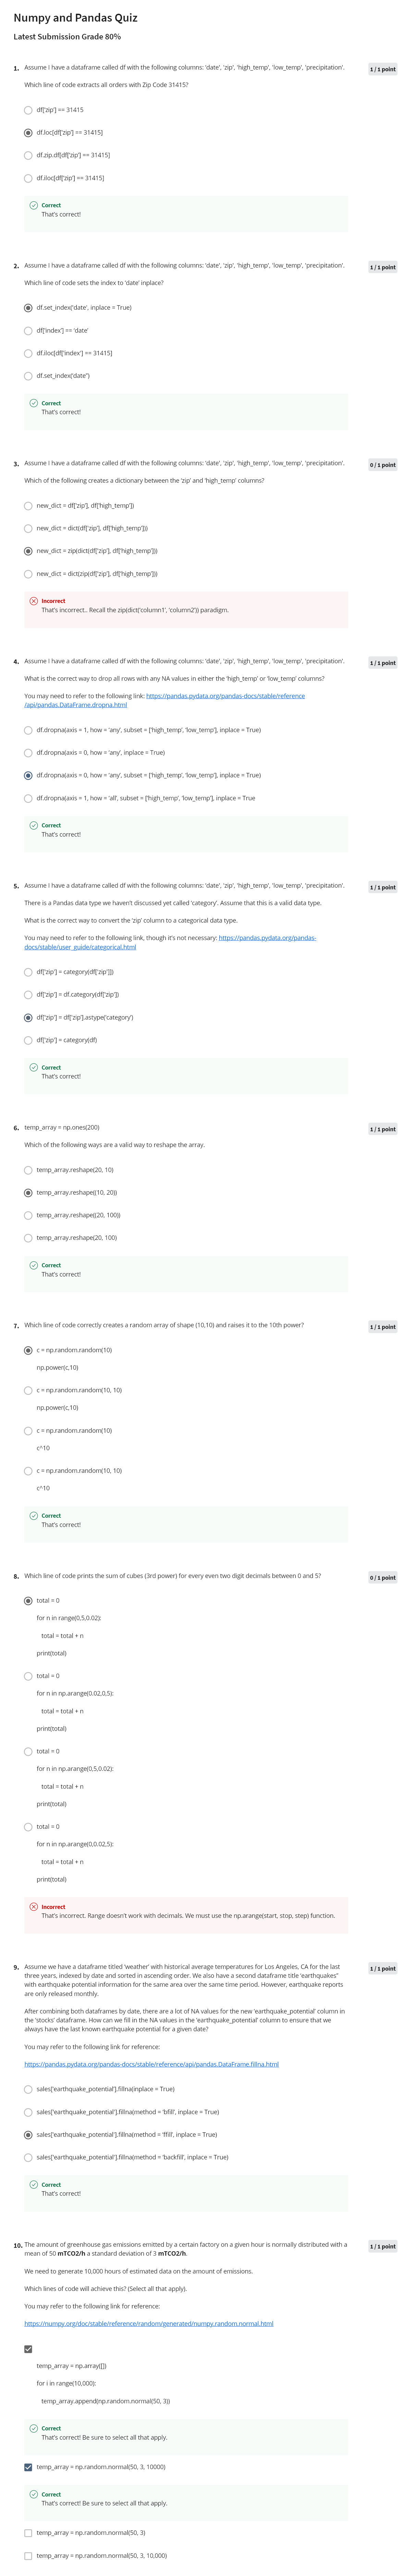 Numpy and Pandas Quiz
Latest Submission Grade 80%
1. Assume I have a dataframe called df with the following columns: 'date', 'zip', 'high_temp', 'low_temp', 'precipitation'.
1 / 1 point
Which line of code extracts all orders with Zip Code 31415?
df['zip'] == 31415
df.loc[df['zip'] == 31415]
df.zip.df[df['zip'] == 31415]
df.iloc[df['zip'] == 31415]
Correct
That's correct!
2. Assume I have a dataframe called df with the following columns: 'date', 'zip', 'high_temp', 'low_temp', 'precipitation'.
1 / 1 point
Which line of code sets the index to 'date' inplace?
df.set_index('date', inplace = True)
df['index'] == 'date'
df.iloc[df['index'] == 31415]
df.set_index('date")
Correct
That's correct!
3. Assume I have a dataframe called df with the following columns: 'date', 'zip', 'high_temp', 'low_temp', 'precipitation'.
0 / 1 point
Which of the following creates a dictionary between the 'zip' and 'high_temp' columns?
new_dict = df['zip'], df['high_temp'])
new_dict = dict(df['zip'], df['high_temp']))
new_dict = zip(dict(df['zip'], df['high_temp']))
new_dict = dict(zip(df['zip'], df['high_temp']))
Incorrect
That's incorrect.. Recall the zip(dict('column1', 'column2')) paradigm.
4. Assume I have a dataframe called df with the following columns: 'date', 'zip', 'high_temp', 'low_temp', 'precipitation'.
1 / 1 point
What is the correct way to drop all rows with any NA values in either the 'high_temp' or 'low_temp' columns?
You may need to refer to the following link: https://pandas.pydata.org/pandas-docs/stable/reference
/api/pandas.DataFrame.dropna.html
df.dropna(axis = 1, how = 'any', subset = ['high_temp', 'low_temp'], inplace = True)
df.dropna(axis = 0, how = 'any', inplace = True)
df.dropna(axis = 0, how = 'any', subset = ['high_temp', 'low_temp'], inplace = True)
df.dropna(axis = 1, how = 'all', subset = ['high_temp', 'low_temp'], inplace = True
Correct
That's correct!
5. Assume I have a dataframe called df with the following columns: 'date', 'zip', 'high_temp', 'low_temp', 'precipitation'.
1 / 1 point
There is a Pandas data type we haven't discussed yet called 'category'. Assume that this is a valid data type.
What is the correct way to convert the 'zip' column to a categorical data type.
You may need to refer to the following link, though it's not necessary: https://pandas.pydata.org/pandas-
docs/stable/user_guide/categorical.html
df['zip'] = category(df['zip']])
df['zip'] = df.category(df['zip'])
df['zip'] = df['zip'].astype('category')
df['zip'] = category(df)
Correct
That's correct!
6. temp_array = np.ones(200)
1 / 1 point
Which of the following ways are a valid way to reshape the array.
temp_array.reshape(20, 10)
temp_array.reshape((10, 20))
temp_array.reshape((20, 100))
temp_array.reshape(20, 100)
Correct
That's correct!
7. Which line of code correctly creates a random array of shape (10,10) and raises it to the 10th power?
1 / 1 point
c = np.random.random(10)
np.power(c,10)
c = np.random.random(10, 10)
np.power(c,10)
c = np.random.random(10)
c^10
c = np.random.random(10, 10)
c^10
Correct
That's correct!
8. Which line of code prints the sum of cubes (3rd power) for every even two digit decimals between 0 and 5?
0 / 1 point
total = 0
for n in range(0,5,0.02):
total = total + n
print(total)
total = 0
for n in np.arange(0.02,0,5):
total = total + n
print(total)
total = 0
for n in np.arange(0,5,0.02):
total = total + n
print(total)
total = 0
for n in np.arange(0,0.02,5):
total = total + n
print(total)
Incorrect
That's incorrect. Range doesn't work with decimals. We must use the np.arange(start, stop, step) function.
9. Assume we have a dataframe titled 'weather' with historical average temperatures for Los Angeles, CA for the last
1 / 1 point
three years, indexed by date and sorted in ascending order. We also have a second dataframe title 'earthquakes"
with earthquake potential information for the same area over the same time period. However, earthquake reports
are only released monthly.
After combining both dataframes by date, there are a lot of NA values for the new 'earthquake_potential' column in
the 'stocks' dataframe. How can we fill in the NA values in the 'earthquake_potential' column to ensure that we
always have the last known earthquake potential for a given date?
You may refer to the following link for reference:
https://pandas.pydata.org/pandas-docs/stable/reference/api/pandas.DataFrame.fillna.html
sales['earthquake_potential'].fillna(inplace = True)
sales['earthquake_potential'].fillna(method = 'bfill', inplace = True)
sales['earthquake_potential'].fillna(method = 'ffill', inplace = True)
sales['earthquake_potential'].fillna(method = 'backfill', inplace = True)
Correct
That's correct!
10. The amount of greenhouse gas emissions emitted by a certain factory on a given hour is normally distributed with a
1 / 1 point
mean of 50 mTCO2/h a standard deviation of 3 mTCO2/h.
We need to generate 10,000 hours of estimated data on the amount of emissions.
Which lines of code will achieve this? (Select all that apply).
You may refer to the following link for reference:
https://numpy.org/doc/stable/reference/random/generated/numpy.random.normal.html
temp_array = np.array([])
for i in range(10,000):
temp_array.append(np.random.normal(50, 3))
Correct
That's correct! Be sure to select all that apply.
temp_array = np.random.normal(50, 3, 10000)
Correct
That's correct! Be sure to select all that apply.
temp_array = np.random.normal(50, 3)
temp_array = np.random.normal(50, 3, 10,000)